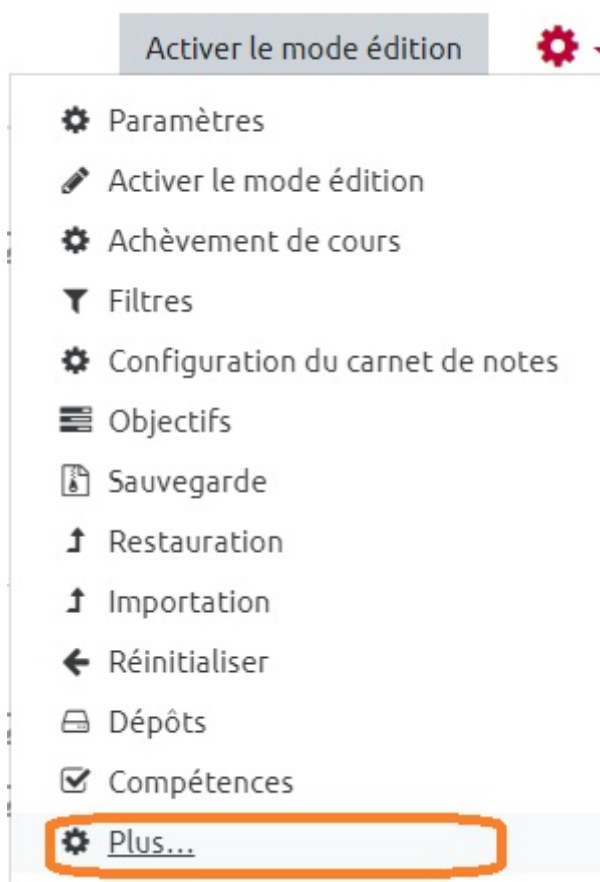 Activer le mode édition
Paramètres
Activer le mode édition
Achèvement de cours
Filtres
Configuration du carnet de notes
Objectifs
Sauvegarde
Restauration
Importation
Réinitialiser
Dépôts
Compétences
Plus...